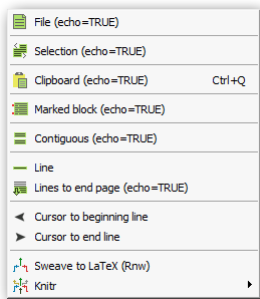 File (echo=TRUE)
Selection (echo=TRUE)
Clipboard (echo=TRUE) Ctrl+Q
Marked block (echo=TRUE)
Contiguous (echo=TRUE)
Line
Lines to end page (echo=TRUE)
Cursor to beginning line
Cursor to end line
Sweave to LaTeX (Rnw)
Knitr